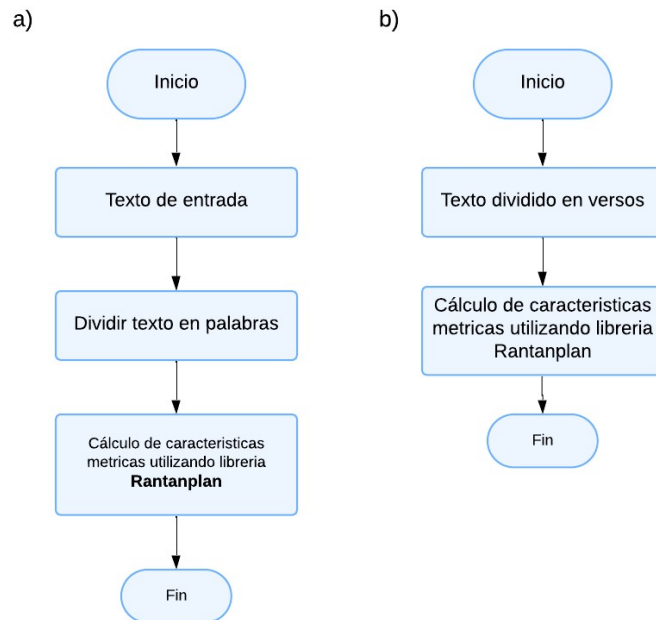 a)
Inicio
Texto de entrada
Dividir texto en palabras
Cálculo de caracteristicas
metricas utilizando libreria
Rantanplan
Fin
b)
Inicio
Texto dividido en versos
Cálculo de caracteristicas
metricas utilizando libreria
Rantanplan
Fin